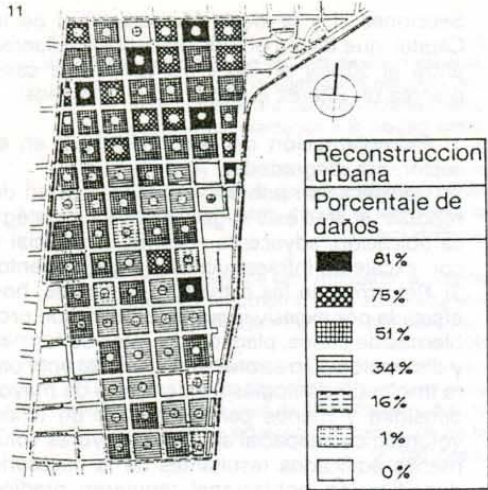 11
Reconstruccion
urbana
Porcentaje de
daños
81%
75%
51%
34%
16%
1%
0%